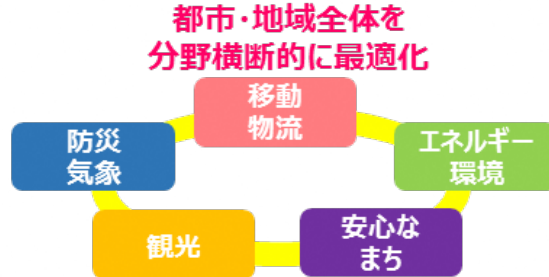 都市・地域全体を
分野横断的に最適化
移動
物流
防災
気象
エネルギー
環境
観光
安心な
まち